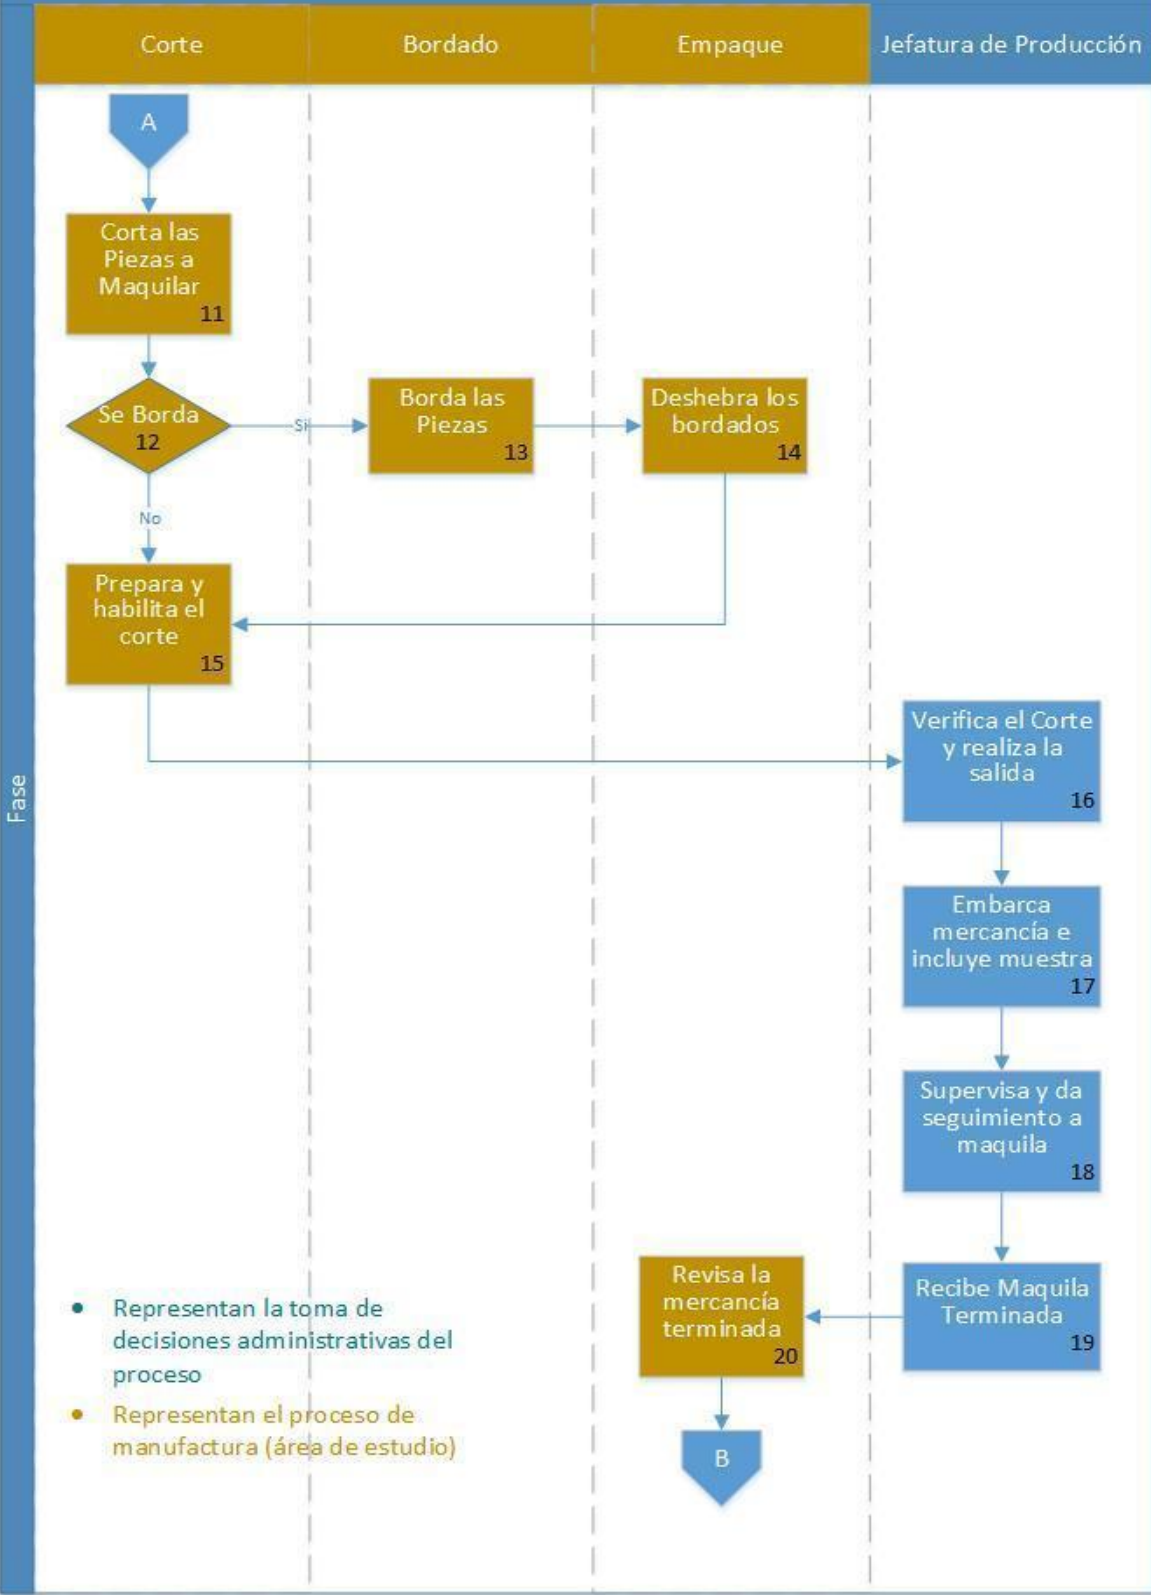 Corte
Bordado
Empaque
Jefatura de Producción
Fase
A
Corta las
Piezas a
Maquilar
11
Se Borda
12
Si
Borda las
Piezas
13
Deshebra los
bordados
14
No
Prepara y
habilita el
corte
15
Verifica el Corte
y realiza la
salida
16
Embarca
mercancía e
incluye muestra
17
Supervisa y da
seguimiento a
maquila
18
Recibe Maquila
Terminada
19
Revisa la
mercancía
terminada
20
B
• Representan la toma de
decisiones administrativas del
proceso
• Representan el proceso de
manufactura (área de estudio)